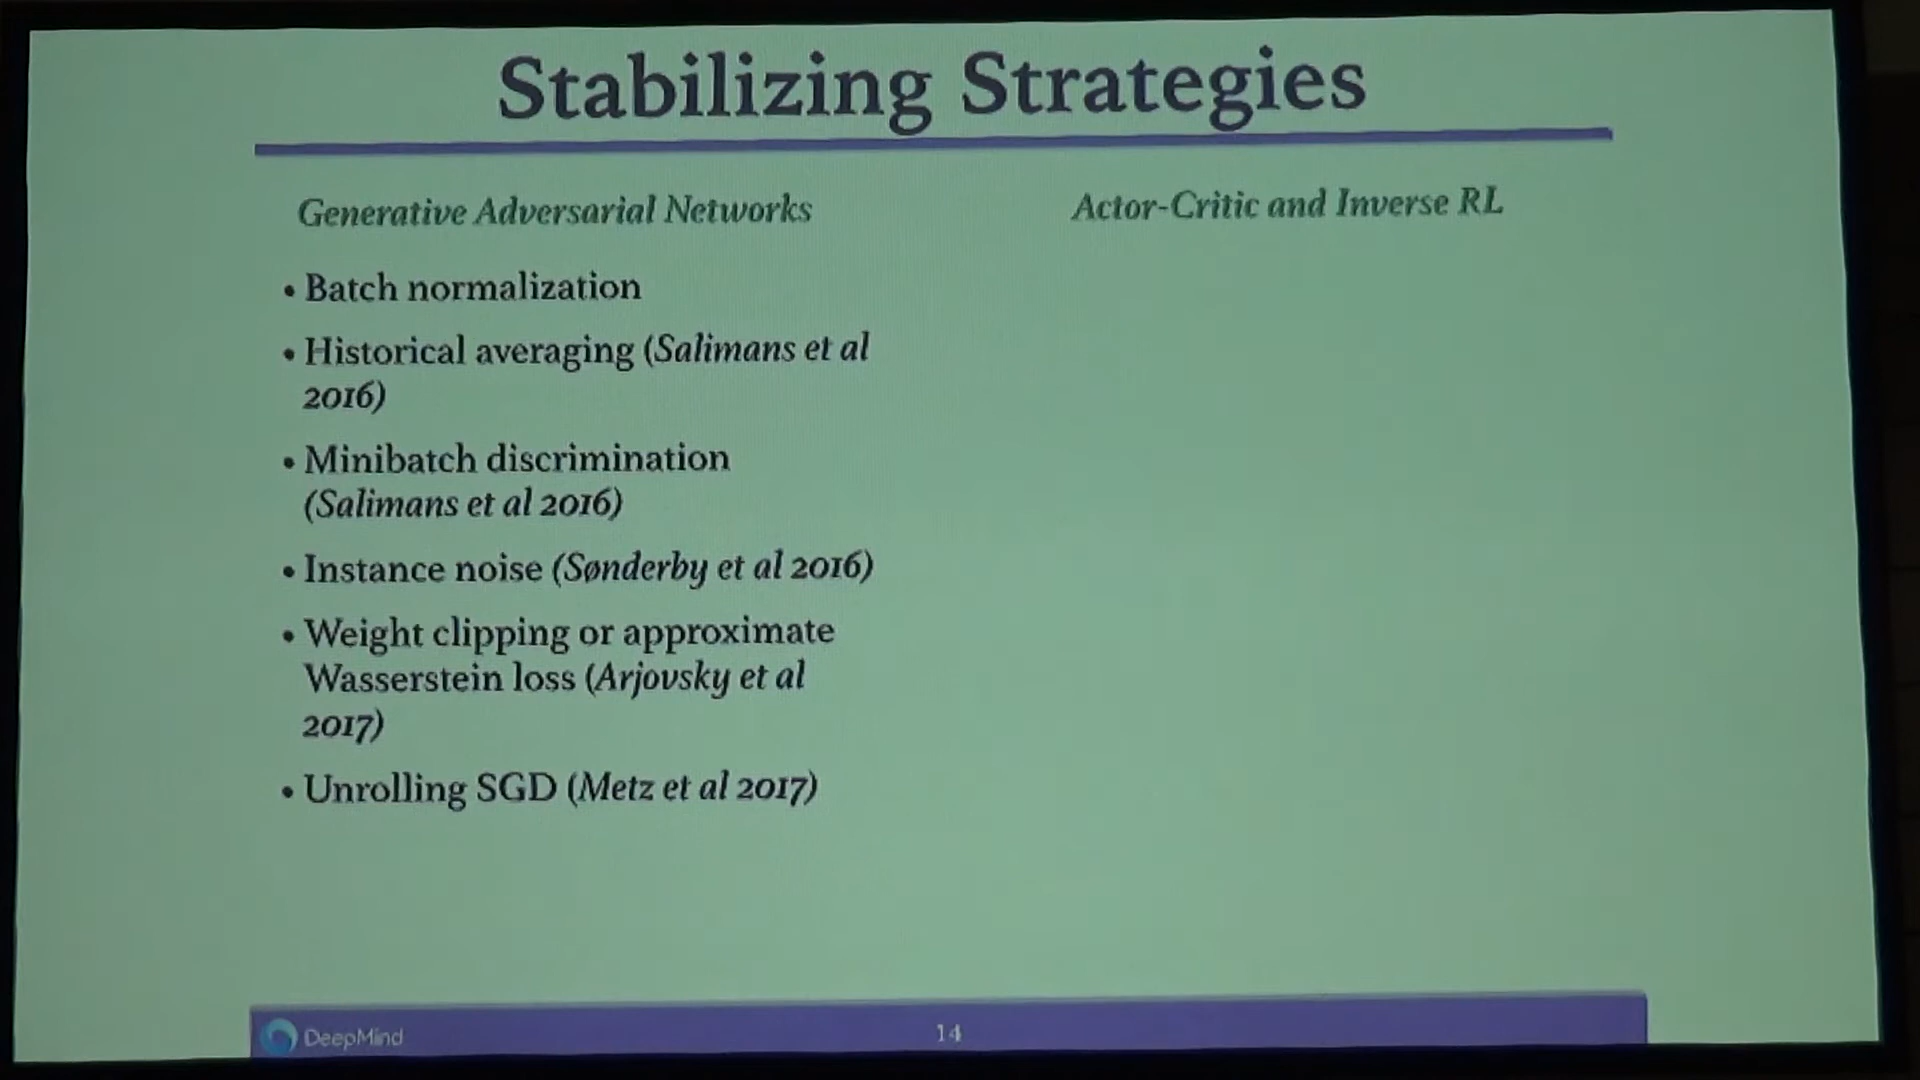 Stabilizing Strategies
Generative Adversarial Networks
• Batch normalization
• Historical averaging (Salimans et al
2016)
• Minibatch discrimination
(Salimans et al 2016)
• Instance noise (Sønderby et al 2016)
• Weight clipping or approximate
Wasserstein loss (Arjovsky et al
2017)
• Unrolling SGD (Metz et al 2017)
Actor-Critic and Inverse RL
DeepMind
14